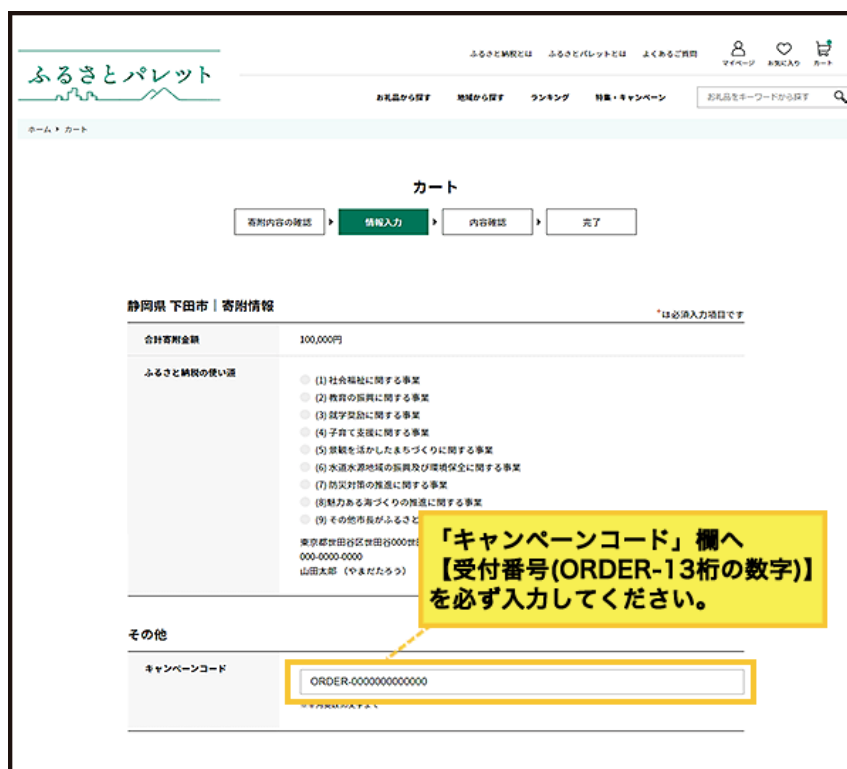 ふるさと納税とは ふるさとパレットとは よくあるご質問 マイページ お気に入り カート
ふるさとパレット
お礼品から探す 地域から探す ランキング 特集・キャンペーン お礼品をキーワードから探す
ホーム カート
カート
寄附内容の確認 情報入力 内容確認 完了
静岡県 下田市｜寄附情報
*は必須入力項目です
合計寄附金額 100,000円
ふるさと納税の使い道
(1) 社会福祉に関する事業
(2) 教育の振興に関する事業
(3) 就学奨励に関する事業
(4) 子育て支援に関する事業
(5) 景観を活かしたまちづくりに関する事業
(6) 水道水源地域の振興及び環境保全に関する事業
(7) 防災対策の推進に関する事業
(8)魅力ある海づくりの推進に関する事業
(9) その他市長がふるさと
東京都世田谷区世田谷000世
000-0000-0000
山田太郎 （やまだたろう）
「キャンペーンコード」欄へ
【受付番号(ORDER-13桁の数字)】
を必ず入力してください。
その他
キャンペーンコード
ORDER-0000000000000